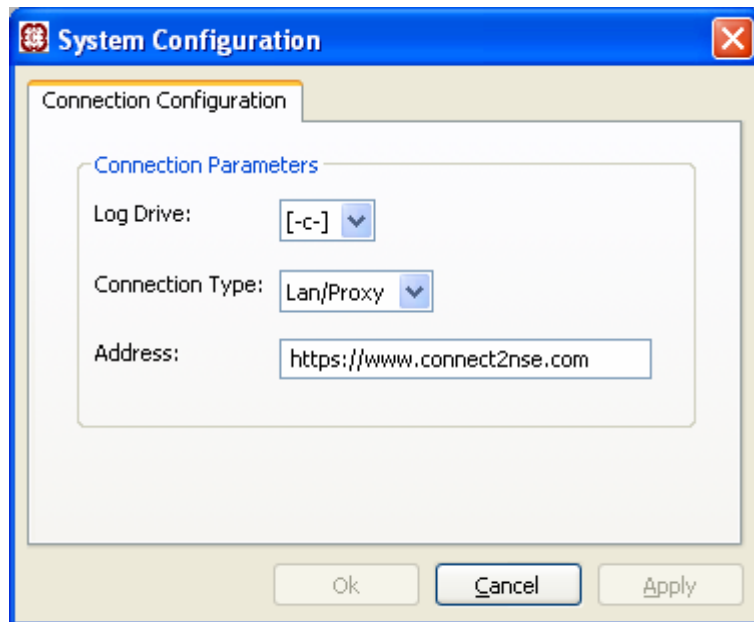 System Configuration
Connection Configuration
Connection Parameters
Log Drive: [-c-]
Connection Type: Lan/Proxy
Address: https://www.connect2nse.com
Ok Cancel Apply